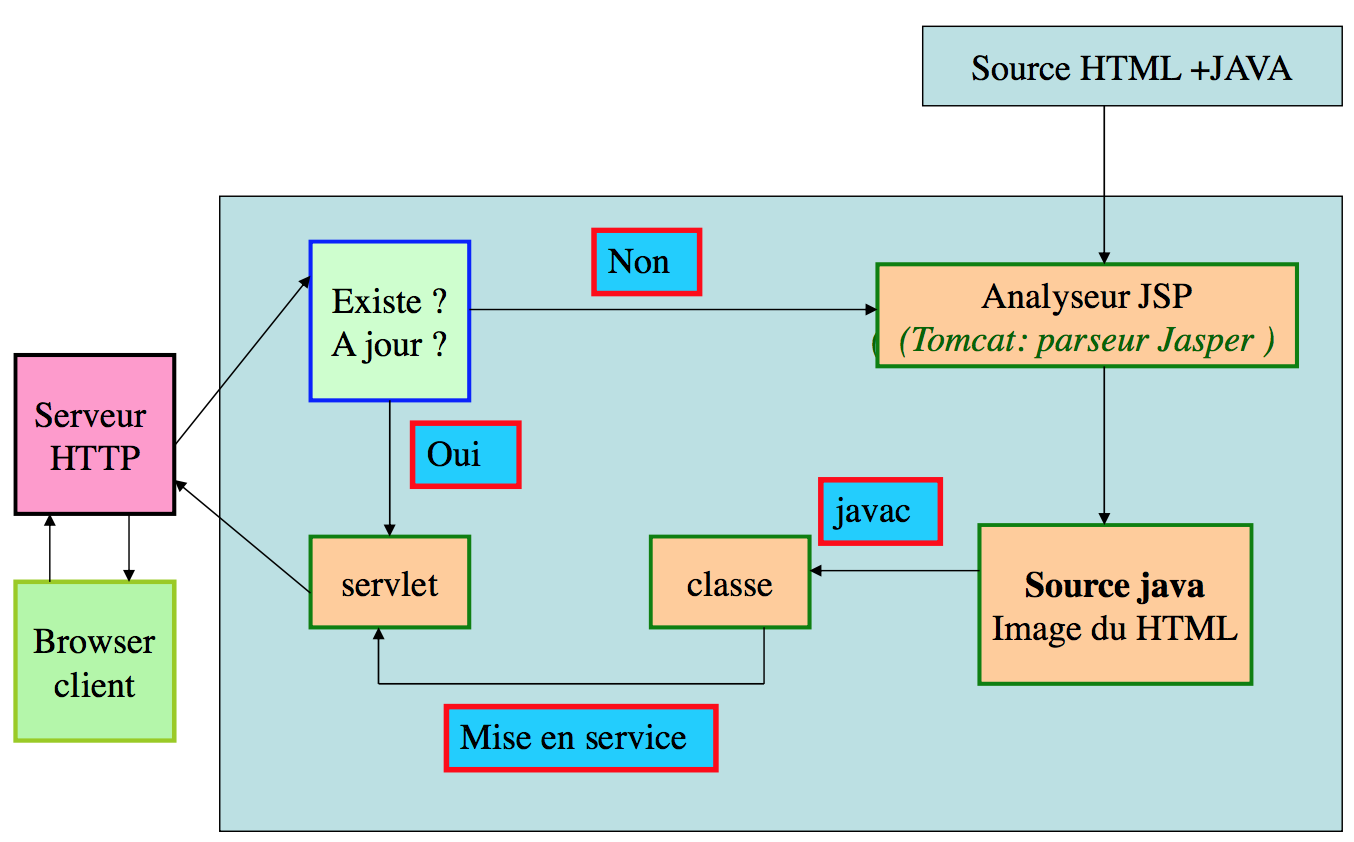 Source HTML +JAVA
Non
Existe ?
A jour ?
Analyseur JSP
( (Tomcat: parseur Jasper )
Serveur
HTTP
Oui
javac
servlet
classe
Source java
Image du HTML
Browser
client
Mise en service